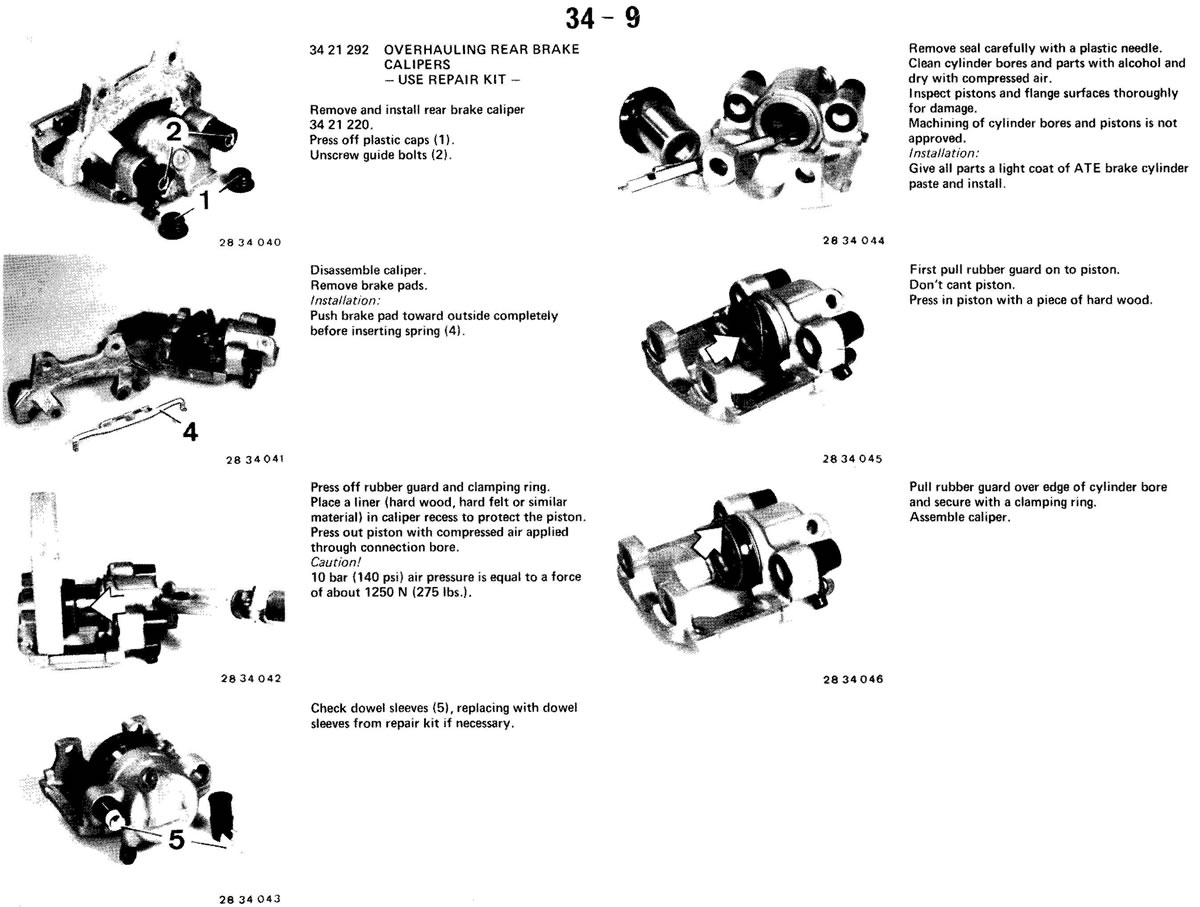 34 - 9
34 21 292 OVERHAULING REAR BRAKE
CALIPERS
– USE REPAIR KIT –
Remove and install rear brake caliper
34 21 220.
Press off plastic caps (1).
Unscrew guide bolts (2).
2
1
28 34 040
Disassemble caliper.
Remove brake pads.
Installation:
Push brake pad toward outside completely
before inserting spring (4).
4
28 34 041
Press off rubber guard and clamping ring.
Place a liner (hard wood, hard felt or similar
material) in caliper recess to protect the piston.
Press out piston with compressed air applied
through connection bore.
Caution!
10 bar (140 psi) air pressure is equal to a force
of about 1250 N (275 lbs.).
28 34 042
Check dowel sleeves (5), replacing with dowel
sleeves from repair kit if necessary.
5
28 34 043
Remove seal carefully with a plastic needle.
Clean cylinder bores and parts with alcohol and
dry with compressed air.
Inspect pistons and flange surfaces thoroughly
for damage.
Machining of cylinder bores and pistons is not
approved.
Installation:
Give all parts a light coat of ATE brake cylinder
paste and install.
28 34 044
First pull rubber guard on to piston.
Don't cant piston.
Press in piston with a piece of hard wood.
28 34 045
Pull rubber guard over edge of cylinder bore
and secure with a clamping ring.
Assemble caliper.
28 34 046